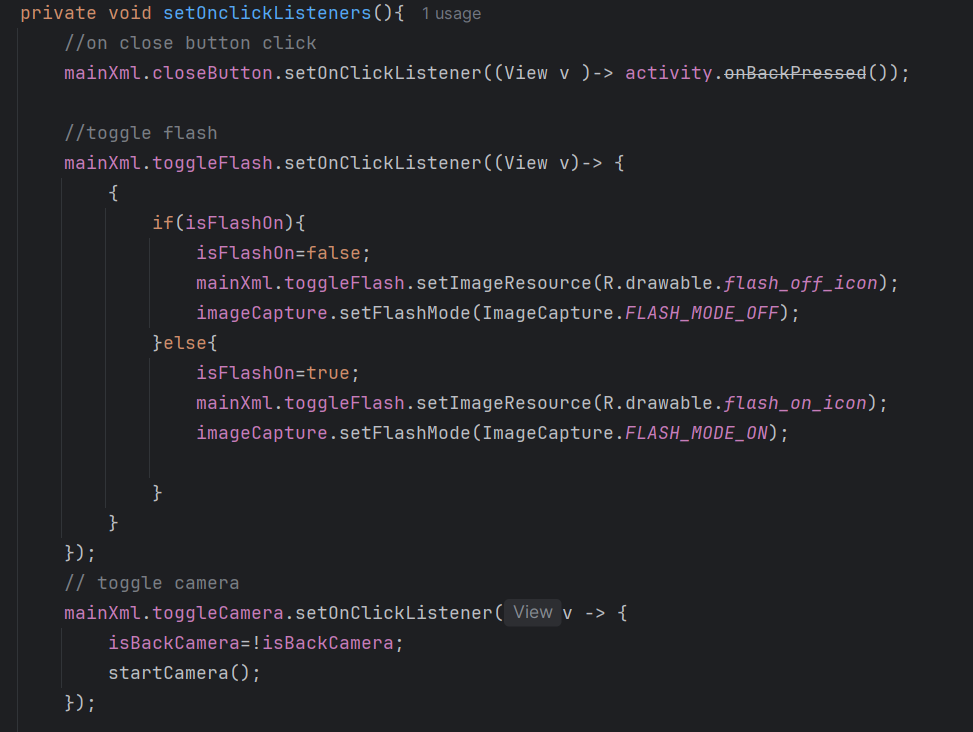 private void setOnclickListeners(){ 1 usage
//on close button click
mainXml.closeButton.setOnClickListener((View v )-> activity.onBackPressed());
//toggle flash
mainXml.toggleFlash.setOnClickListener((View v)-> {
{
if(isFlashOn){
isFlashOn=false;
mainXml.toggleFlash.setImageResource(R.drawable.flash_off_icon);
imageCapture.setFlashMode(ImageCapture.FLASH_MODE_OFF);
}else{
isFlashOn=true;
mainXml.toggleFlash.setImageResource(R.drawable.flash_on_icon);
imageCapture.setFlashMode(ImageCapture.FLASH_MODE_ON);
}
}
});
// toggle camera
mainXml.toggleCamera.setOnClickListener( View v -> {
isBackCamera=!isBackCamera;
startCamera();
});